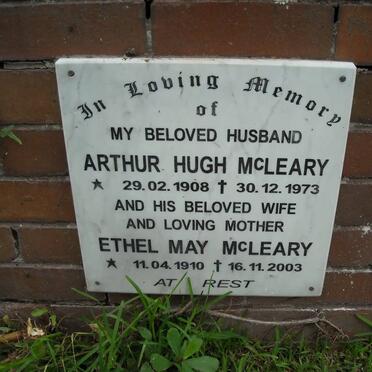 In Loving Memory
of
MY BELOVED HUSBAND
ARTHUR HUGH McLEARY
★ 29.02.1908 ✝ 30.12.1973
AND HIS BELOVED WIFE
AND LOVING MOTHER
ETHEL MAY McLEARY
★ 11.04.1910 ✝ 16.11.2003
AT REST